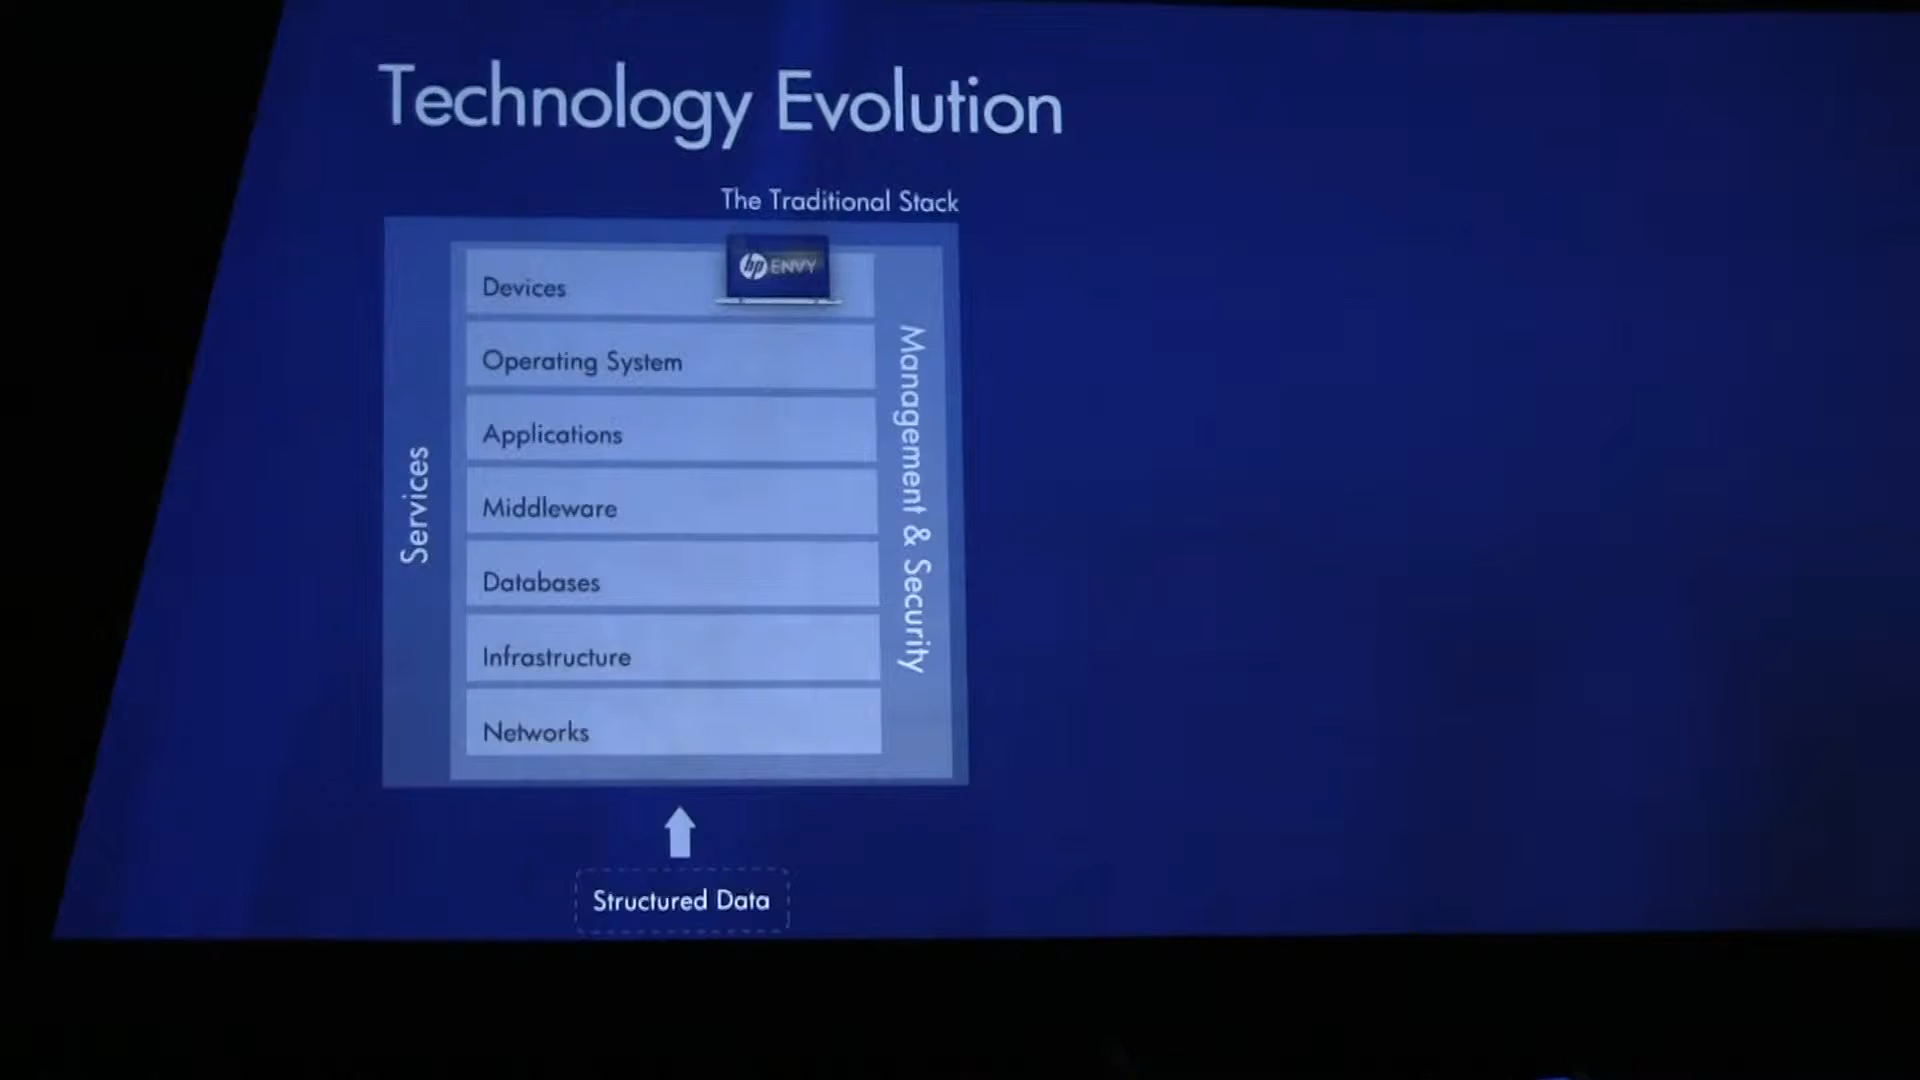 Technology Evolution
The Traditional Stack
Services
Devices
hp ENVY
Operating System
Applications
Middleware
Databases
Infrastructure
Networks
Management & Security
Structured Data